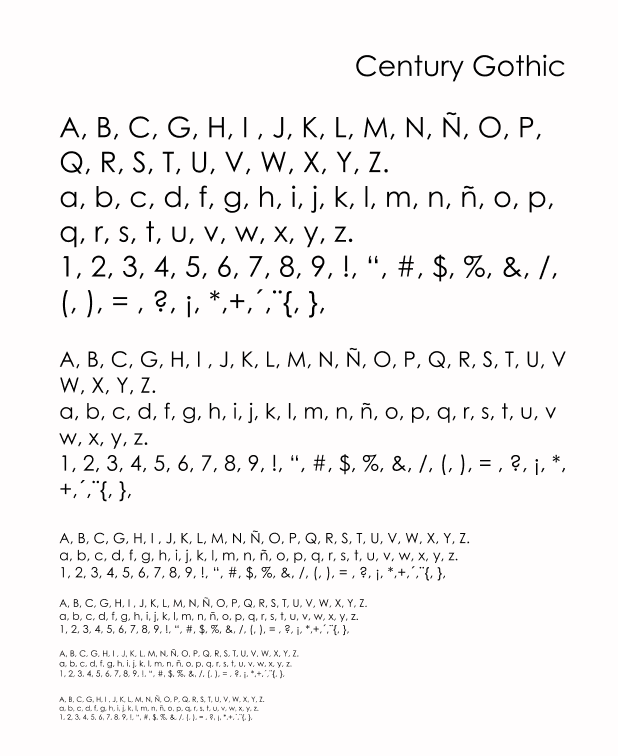 Century Gothic
A, B, C, G, H, I , J, K, L, M, N, Ñ, O, P,
Q, R, S, T, U, V, W, X, Y, Z.
a, b, c, d, f, g, h, i, j, k, l, m, n, ñ, o, p,
q, r, s, t, u, v, w, x, y, z.
1, 2, 3, 4, 5, 6, 7, 8, 9, !, “, #, $, %, &, /,
(, ), = , ?, ¡, *,+,´,¨{, },
A, B, C, G, H, I , J, K, L, M, N, Ñ, O, P, Q, R, S, T, U, V
W, X, Y, Z.
a, b, c, d, f, g, h, i, j, k, l, m, n, ñ, o, p, q, r, s, t, u, v
w, x, y, z.
1, 2, 3, 4, 5, 6, 7, 8, 9, !, “, #, $, %, &, /, (, ), = , ?, ¡, *,
+,´,¨{, },
A, B, C, G, H, I , J, K, L, M, N, Ñ, O, P, Q, R, S, T, U, V, W, X, Y, Z.
a, b, c, d, f, g, h, i, j, k, l, m, n, ñ, o, p, q, r, s, t, u, v, w, x, y, z.
1, 2, 3, 4, 5, 6, 7, 8, 9, !, “, #, $, %, &, /, (, ), = , ?, ¡, *,+,´,¨{, },
A, B, C, G, H, I , J, K, L, M, N, Ñ, O, P, Q, R, S, T, U, V, W, X, Y, Z.
a, b, c, d, f, g, h, i, j, k, l, m, n, ñ, o, p, q, r, s, t, u, v, w, x, y, z.
1, 2, 3, 4, 5, 6, 7, 8, 9, !, “, #, $, %, &, /, (, ), = , ?, ¡, *,+,´,¨{, },
A, B, C, G, H, I , J, K, L, M, N, Ñ, O, P, Q, R, S, T, U, V, W, X, Y, Z.
a, b, c, d, f, g, h, i, j, k, l, m, n, ñ, o, p, q, r, s, t, u, v, w, x, y, z.
1, 2, 3, 4, 5, 6, 7, 8, 9, !, “, #, $, %, &, /, (, ), = , ?, ¡, *,+,´,¨{, },
A, B, C, G, H, I , J, K, L, M, N, Ñ, O, P, Q, R, S, T, U, V, W, X, Y, Z.
a, b, c, d, f, g, h, i, j, k, l, m, n, ñ, o, p, q, r, s, t, u, v, w, x, y, z.
1, 2, 3, 4, 5, 6, 7, 8, 9, !, “, #, $, %, &, /, (, ), = , ?, ¡, *,+,´,¨{, },